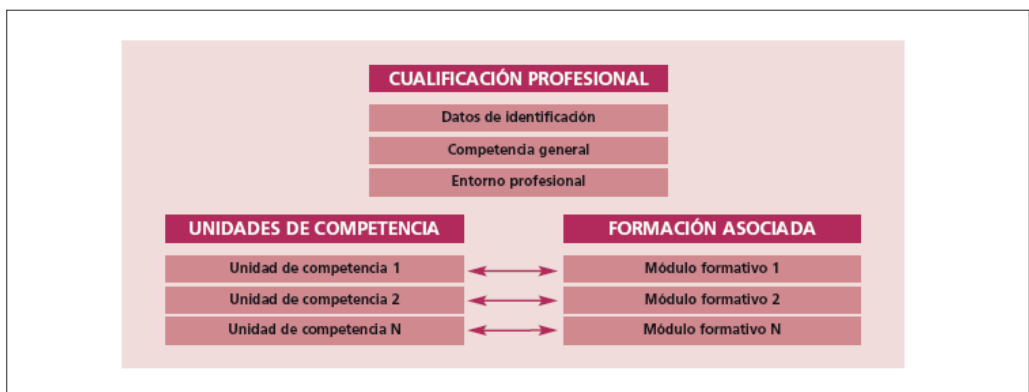 CUALIFICACIÓN PROFESIONAL
Datos de identificación
Competencia general
Entorno profesional
UNIDADES DE COMPETENCIA
Unidad de competencia 1
Unidad de competencia 2
Unidad de competencia N
FORMACIÓN ASOCIADA
Módulo formativo 1
Módulo formativo 2
Módulo formativo N